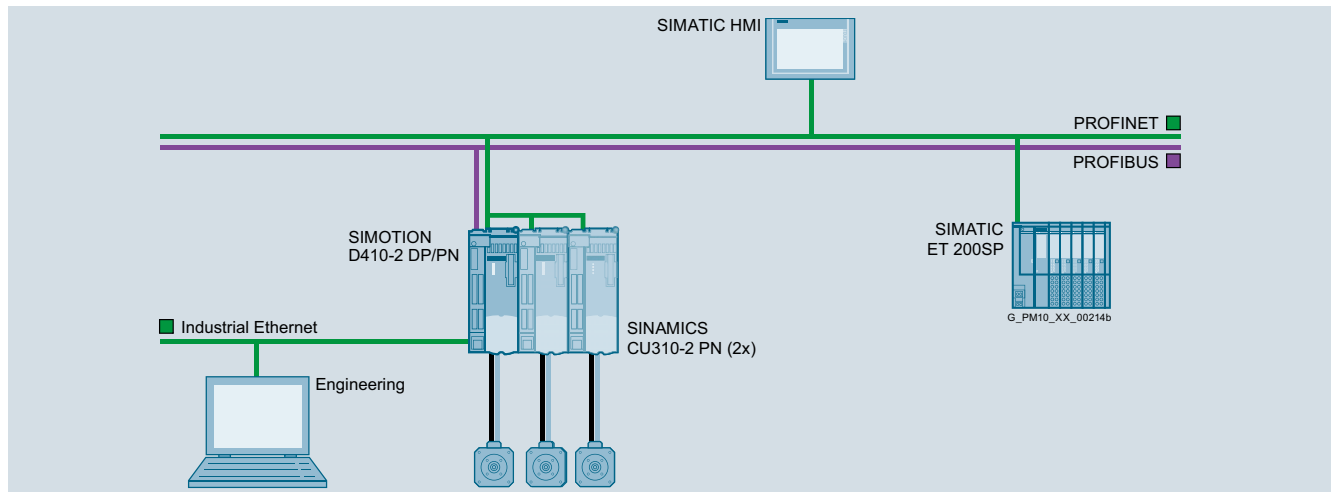 SIMATIC HMI
PROFINET
PROFIBUS
SIMOTION
D410-2 DP/PN
SIMATIC
ET 200SP
G_PM10_XX_00214b
Industrial Ethernet
SINAMICS
CU310-2 PN (2x)
Engineering